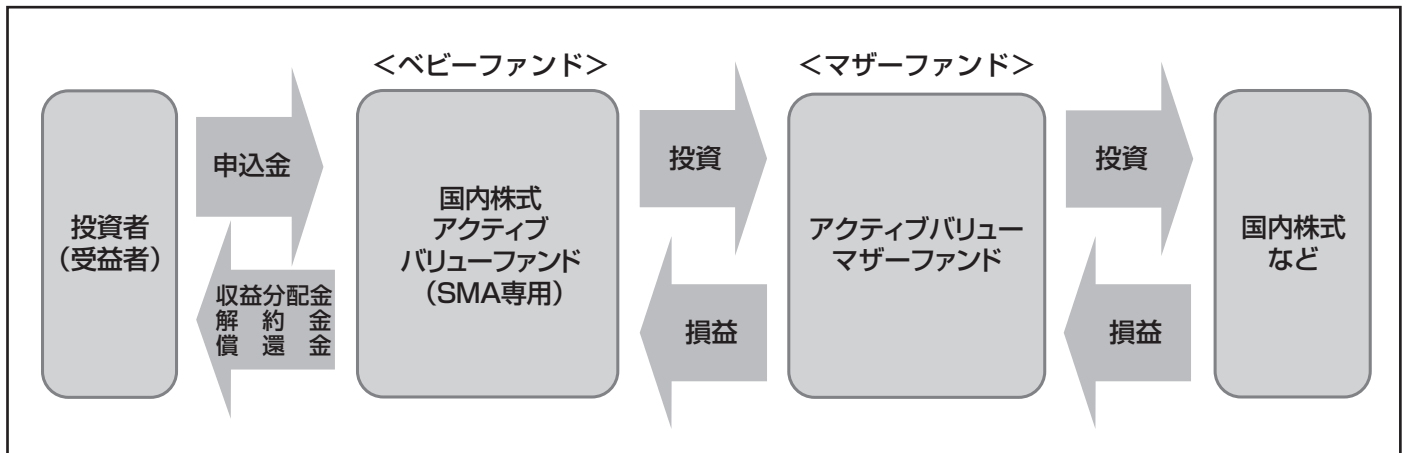 <ベビーファンド>
<マザーファンド>
投資者
(受益者)
申込金
収益分配金
解約金
償還金
国内株式
アクティブ
バリューファンド
(SMA専用)
投資
損益
アクティブバリュー
マザーファンド
投資
損益
国内株式
など